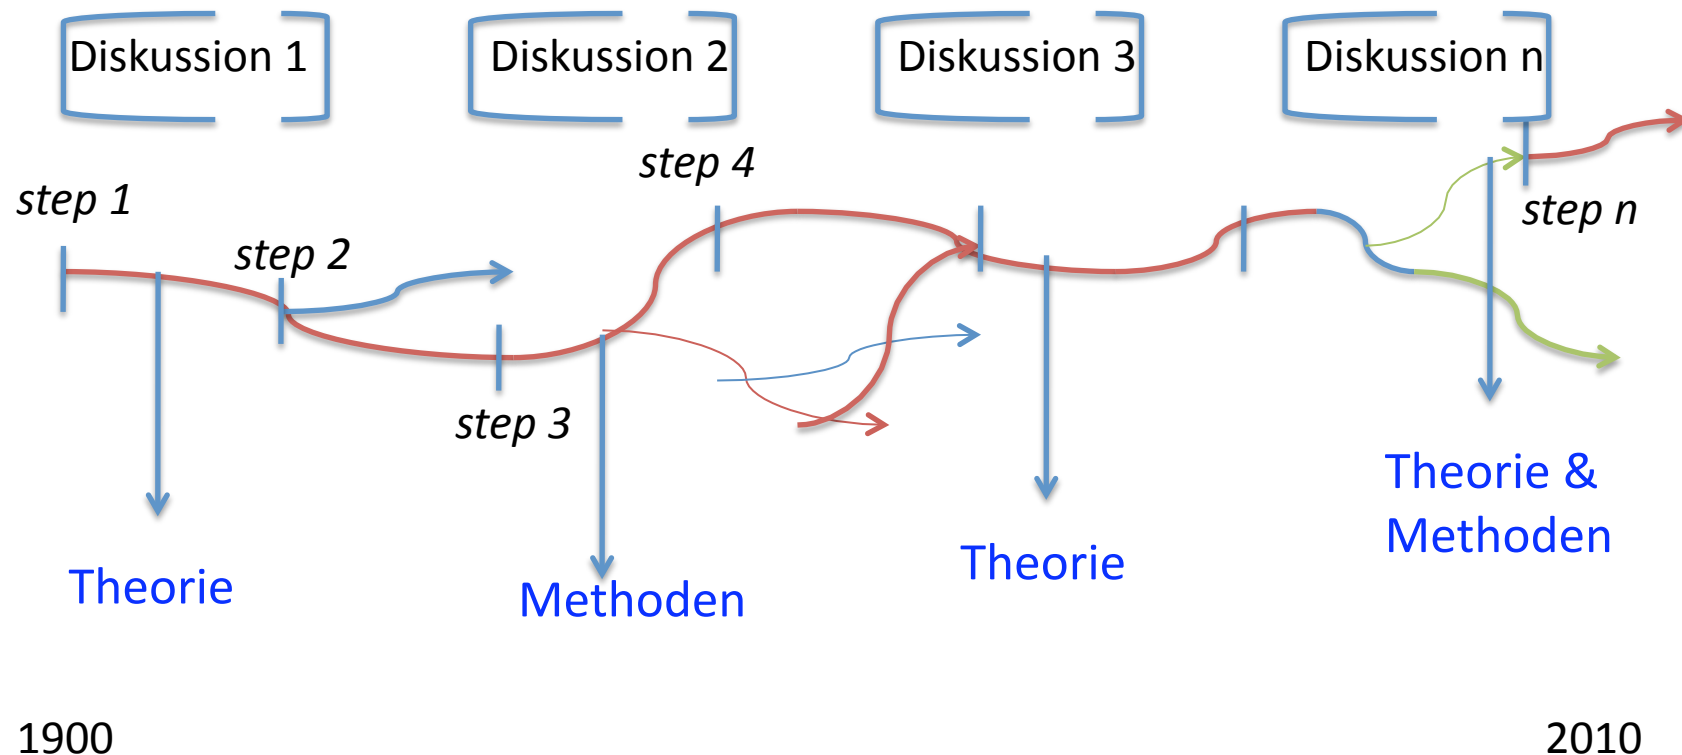 Diskussion 1
Diskussion 2
Diskussion 3
Diskussion n
step 1
step 2
step 3
step 4
step n
Theorie
Methoden
Theorie
Theorie &
Methoden
1900
2010